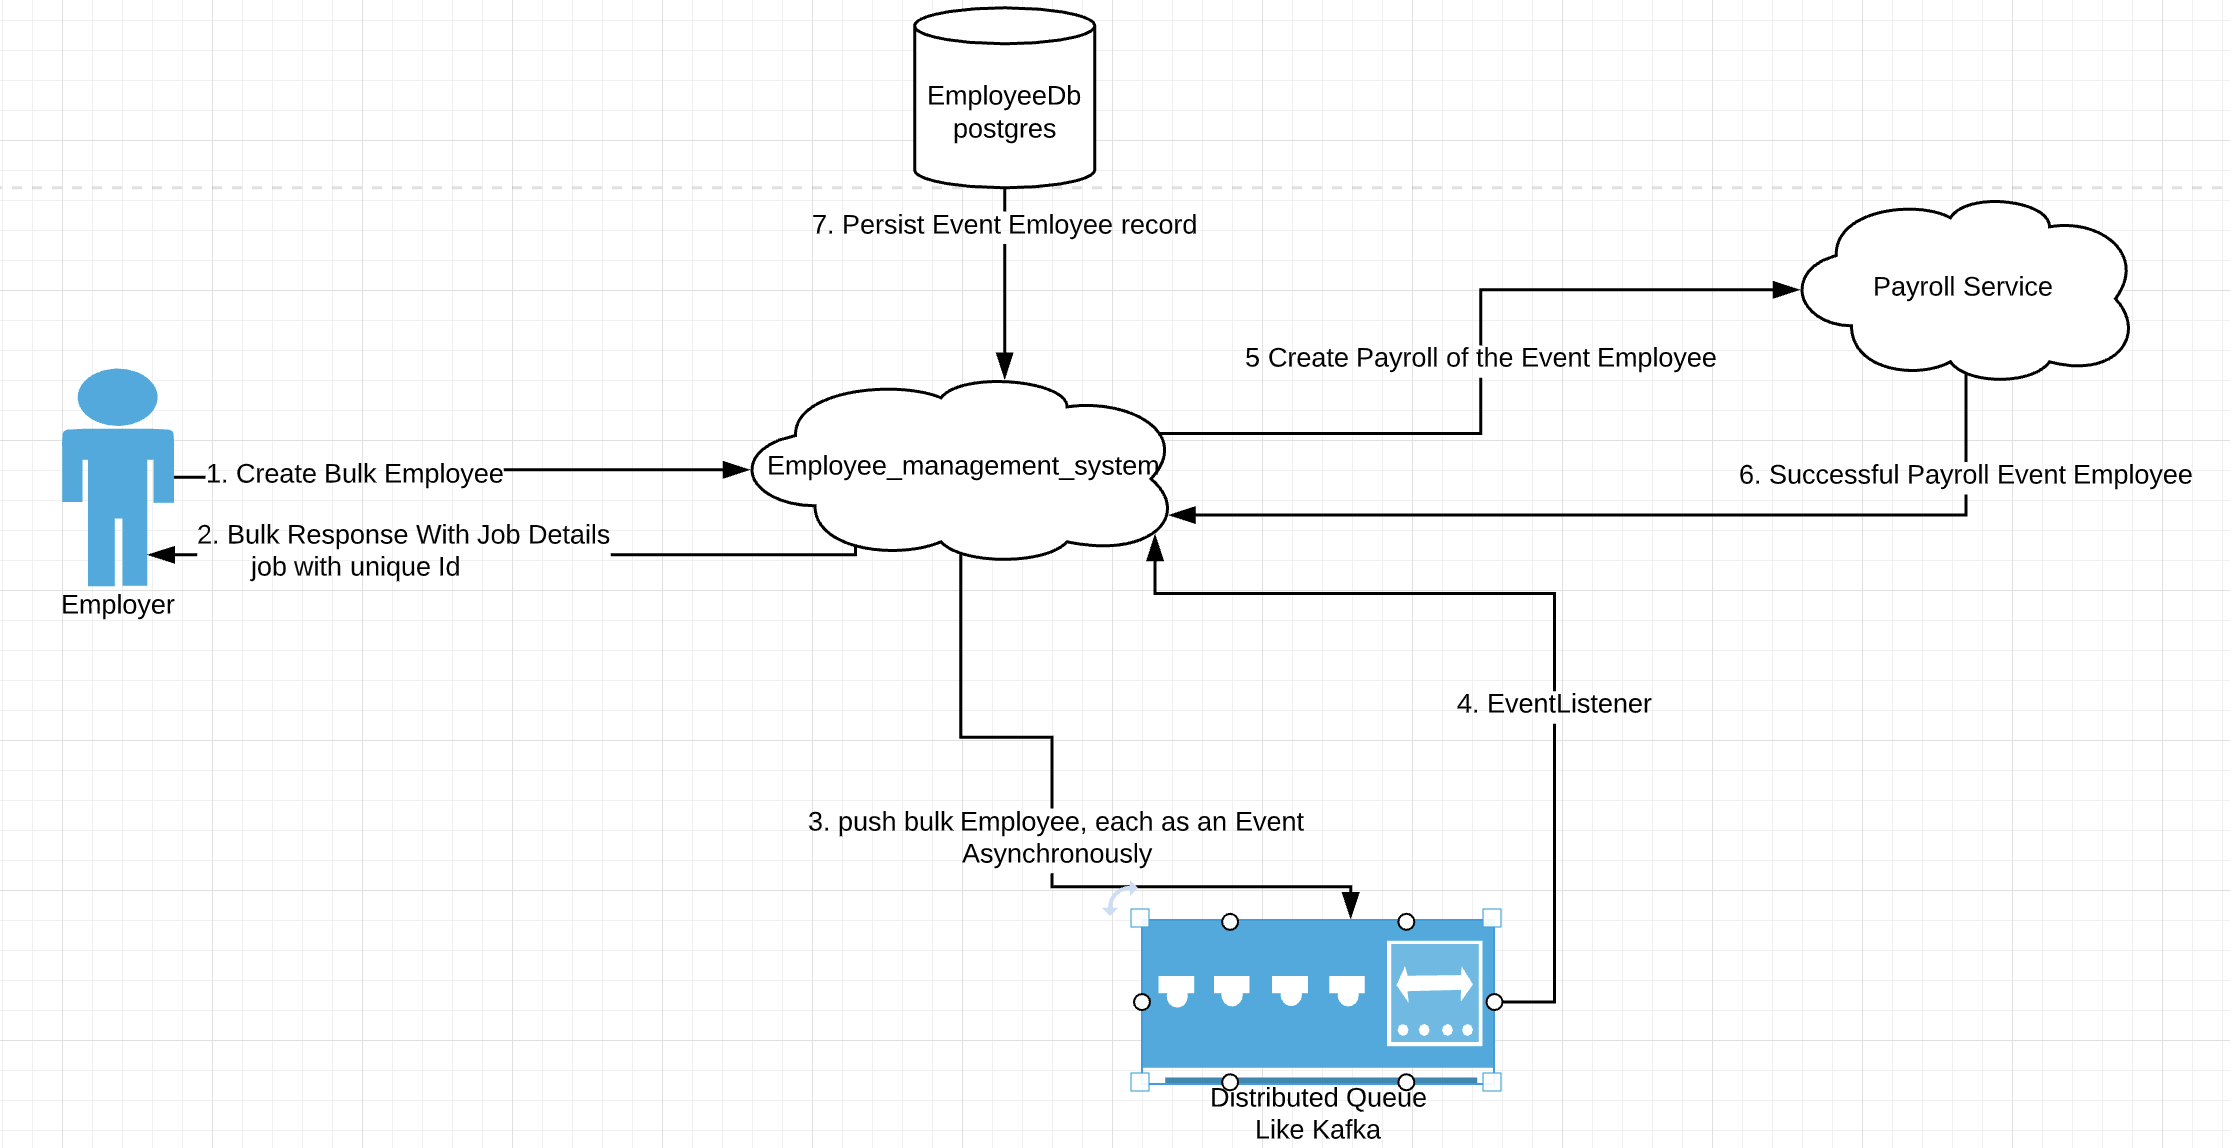 EmployeeDb
postgres
7. Persist Event Emloyee record
Payroll Service
5 Create Payroll of the Event Employee
Employee_management_system
1. Create Bulk Employee
6. Successful Payroll Event Employee
2. Bulk Response With Job Details
job with unique Id
Employer
4. EventListener
3. push bulk Employee, each as an Event
Asynchronously
Distributed Queue
Like Kafka